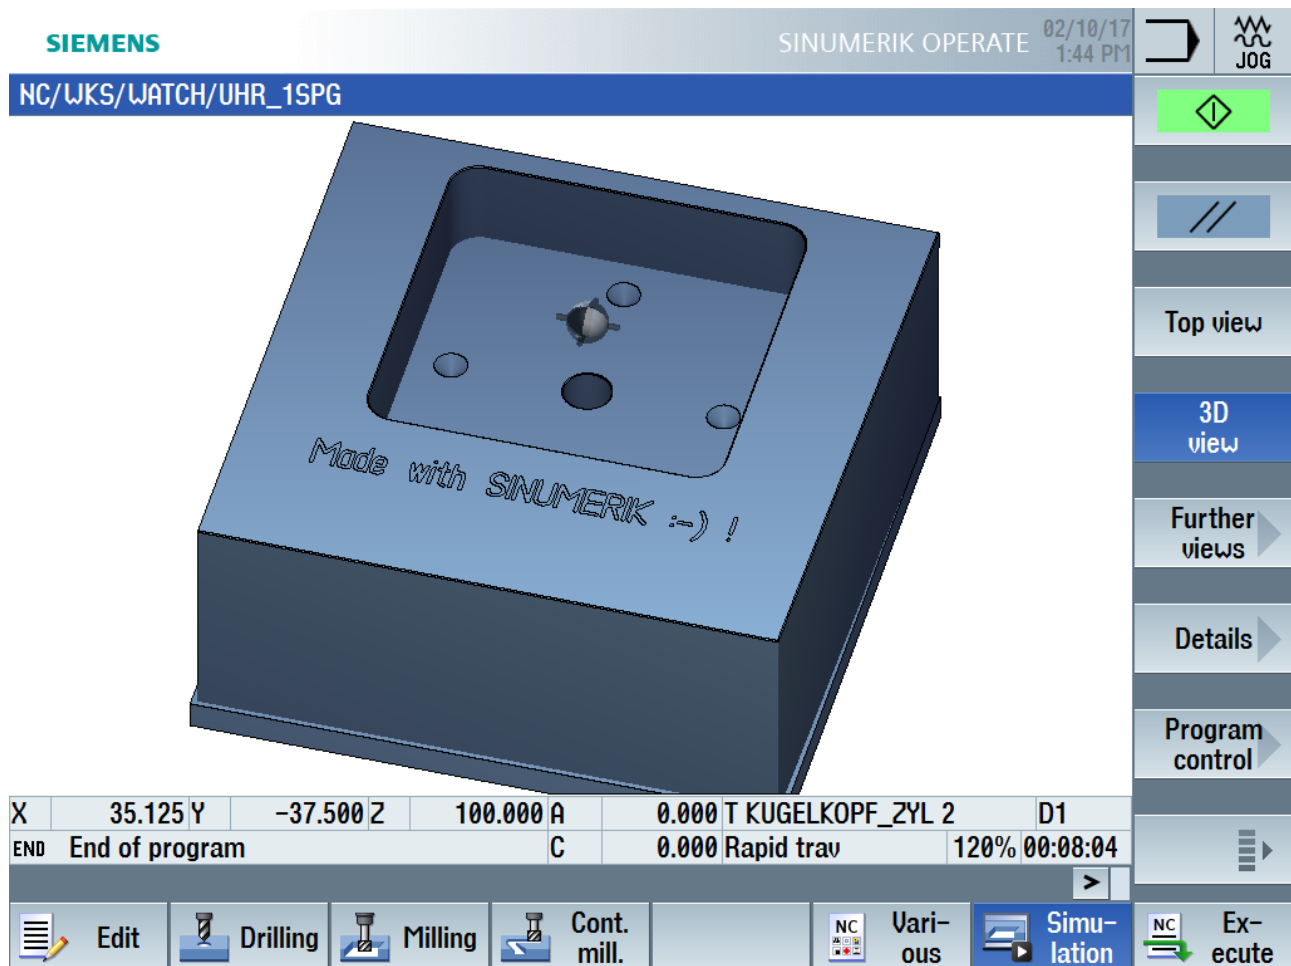 SIEMENS
SINUMERIK OPERATE
02/10/17
1:44 PM
JOG
NC/WKS/WATCH/UHR_1SPG
Top view
3D
view
Further
views
Details
Program
control
Made with SINUMERIK :-) !
X 35.125 Y -37.500 Z 100.000 A 0.000 T KUGELKOPF_ZYL 2 D1
END End of program C 0.000 Rapid trav 120% 00:08:04
>
Edit
Drilling
Milling
Cont.
mill.
NC
Vari-
ous
Simu-
lation
NC
Ex-
ecute